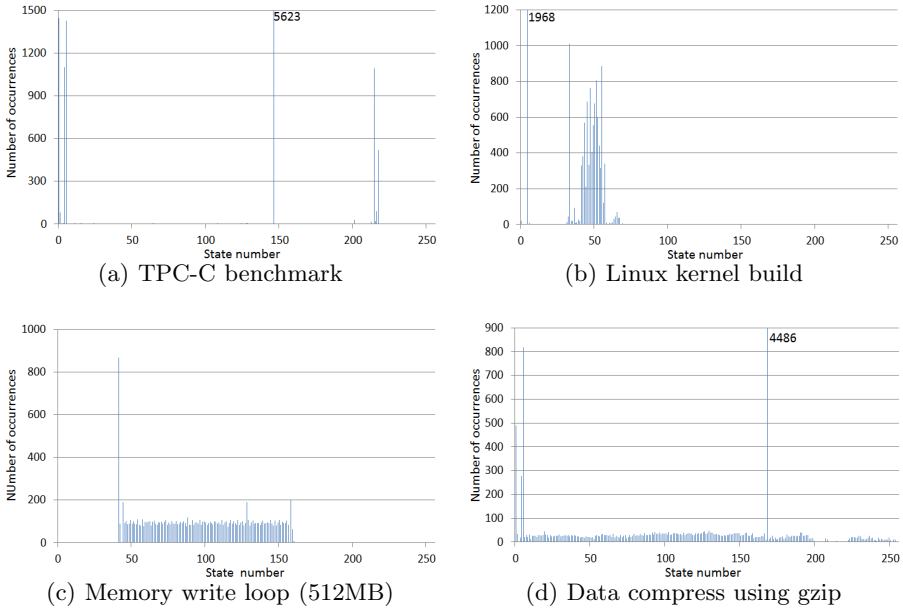 1500
1200
900
600
300
0
Number of occurrences
5623
0 50 100 150 200 250
State number
(a) TPC-C benchmark
1200
1000
800
600
400
200
0
Number of occurrences
1968
0 50 100 150 200 250
State number
(b) Linux kernel build
1000
800
600
400
200
0
NUmber of occurrences
0 50 100 150 200 250
State number
(c) Memory write loop (512MB)
900
800
700
600
500
400
300
200
100
0
Number of occurrences
4486
0 50 100 150 200 250
State number
(d) Data compress using gzip